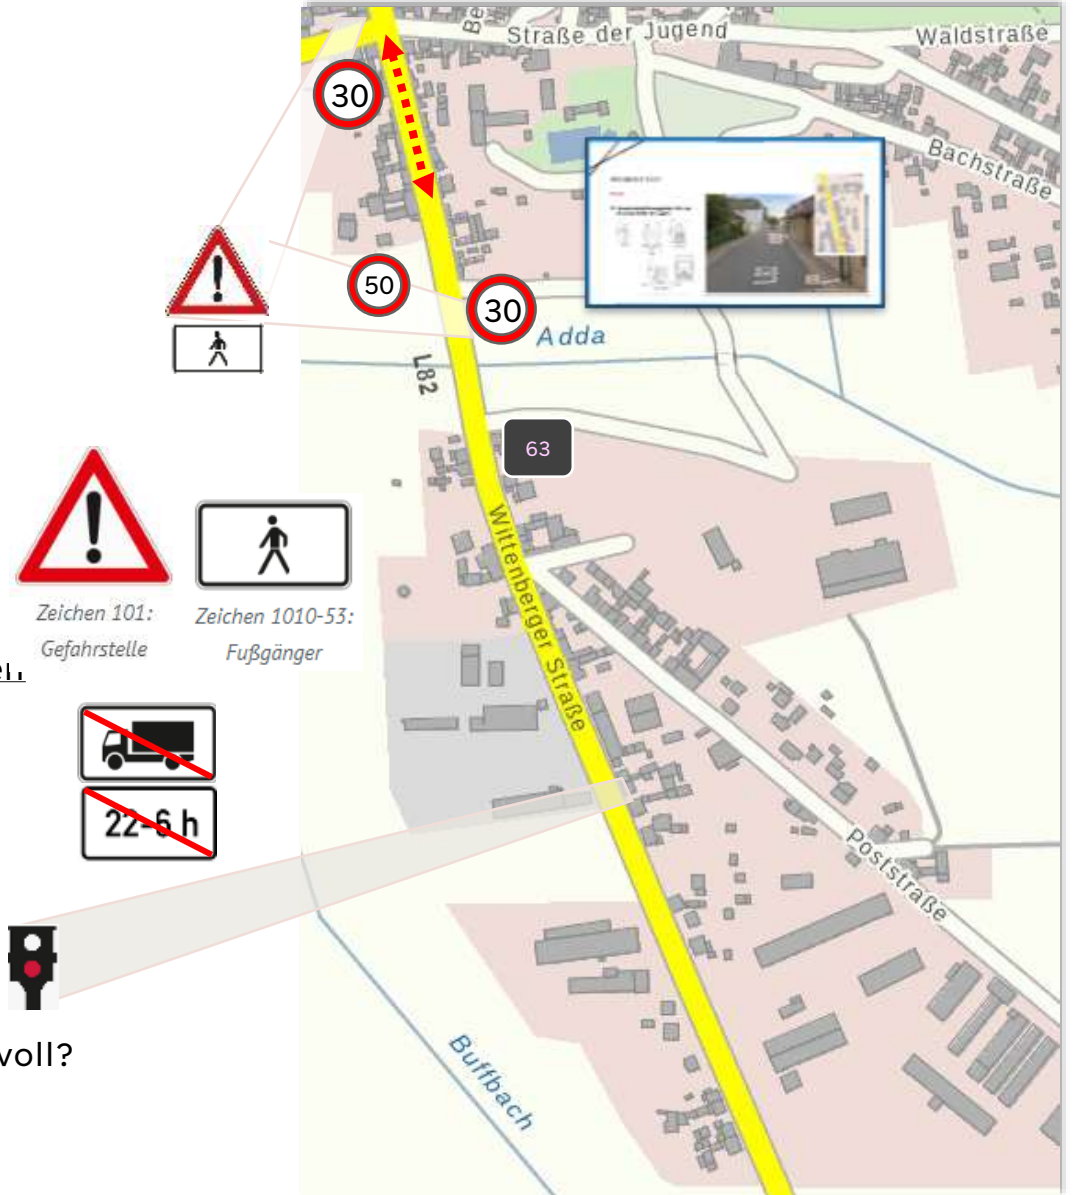 Straße der Jugend
Waldstraße
Be
30
Bachstraße
50
30
Adda
L82
63
Wittenberger Straße
Zeichen 101:
Gefahrstelle
Zeichen 1010-53:
Fußgänger
22-6 h
Poststraße
voll?
Buffbach